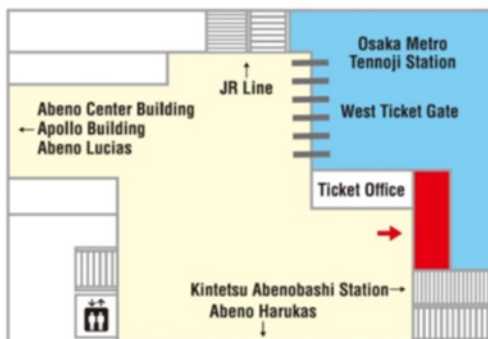 Osaka Metro
Tennoji Station
JR Line
West Ticket Gate
Abeno Center Building
← Apollo Building
Abeno Lucias
Ticket Office
Kintetsu Abenobashi Station →
Abeno Harukas